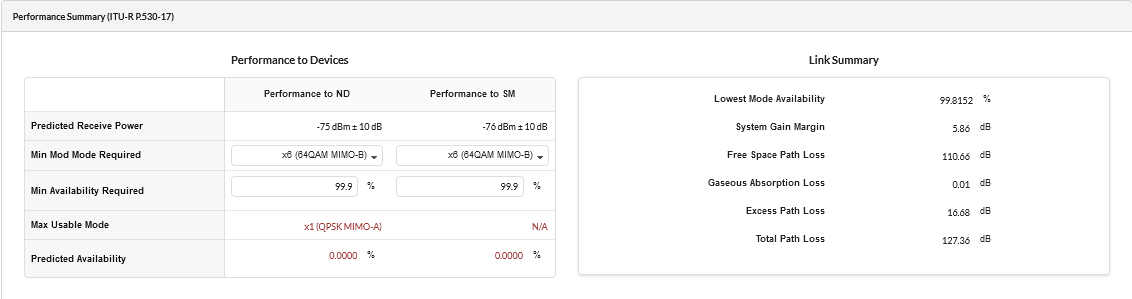 Performance Summary (ITU-R P.530-17)
Performance to Devices
Performance to ND Performance to SM
Predicted Receive Power -75 dBm ± 10 dB -76 dBm ± 10 dB
Min Mod Mode Required x6 (64QAM MIMO-B) x6 (64QAM MIMO-B)
Min Availability Required 99.9 % 99.9 %
Max Usable Mode x1 (QPSK MIMO-A) N/A
Predicted Availability 0.0000 % 0.0000 %
Link Summary
Lowest Mode Availability 99.8152 %
System Gain Margin 5.86 dB
Free Space Path Loss 110.66 dB
Gaseous Absorption Loss 0.01 dB
Excess Path Loss 16.68 dB
Total Path Loss 127.36 dB